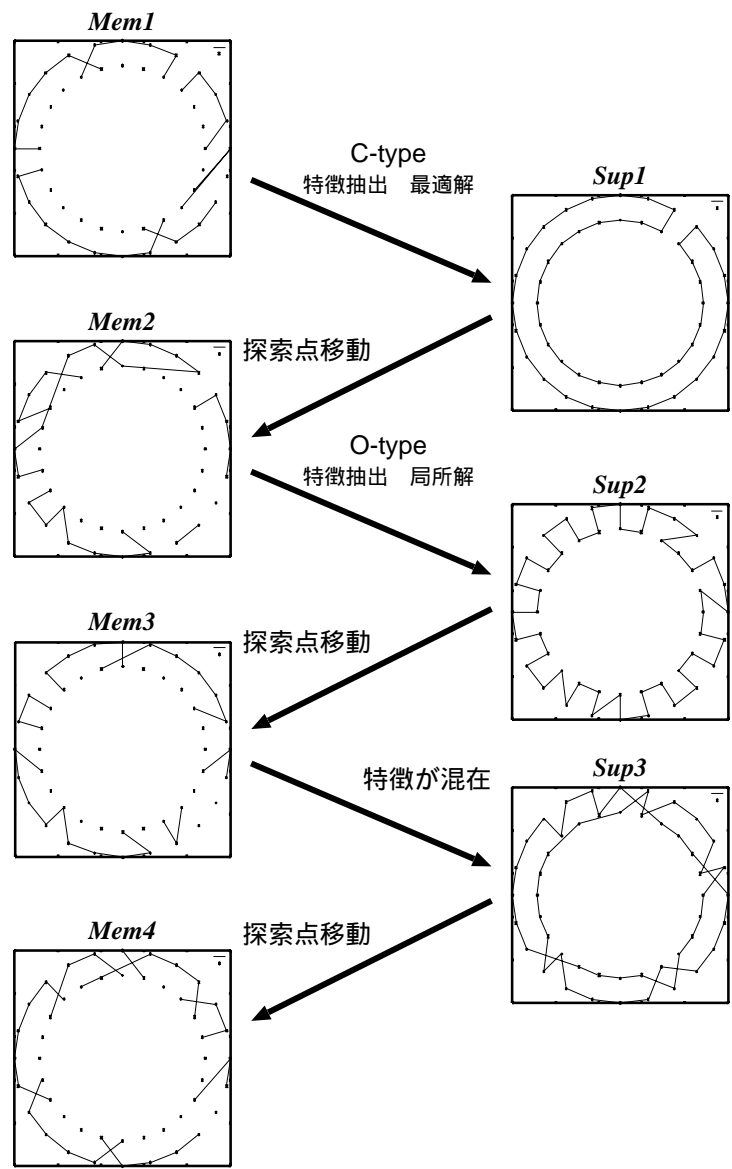 Mem1
C-type
特徴抽出　最適解
Sup1
Mem2
探索点移動
O-type
特徴抽出　局所解
Sup2
Mem3
探索点移動
特徴が混在
Sup3
Mem4
探索点移動